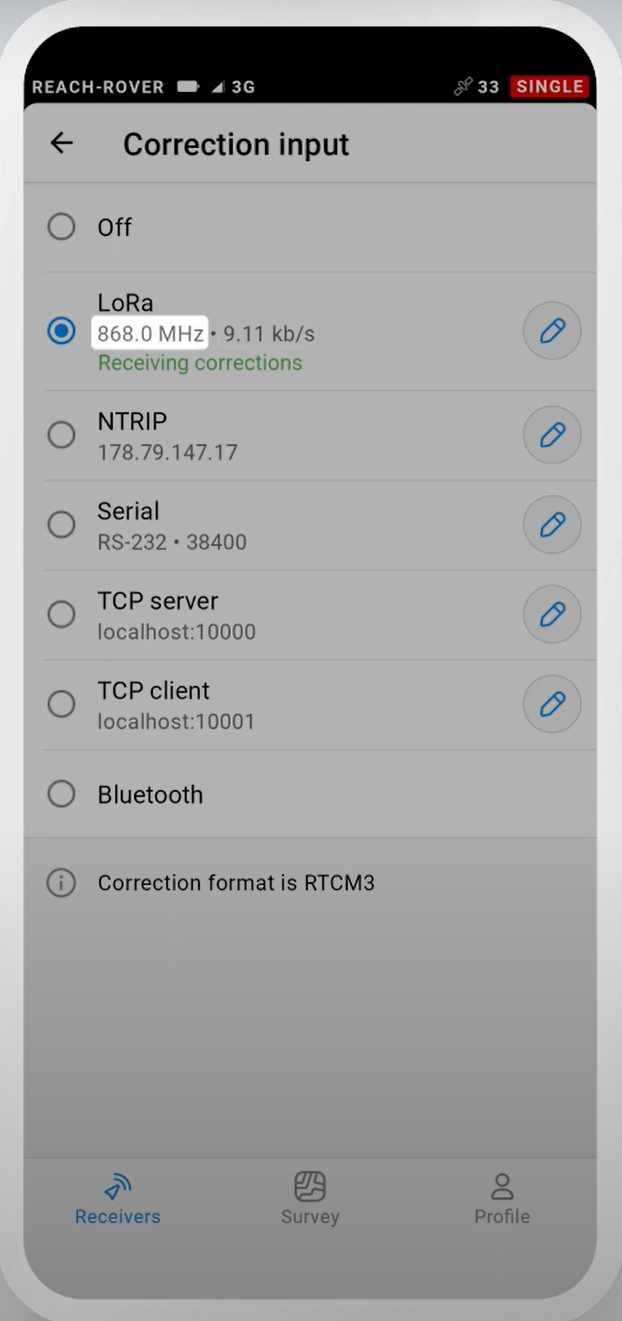 REACH-ROVER 3G 33 SINGLE
Correction input
Off
LoRa
868.0 MHz • 9.11 kb/s
Receiving corrections
NTRIP
178.79.147.17
Serial
RS-232 • 38400
TCP server
localhost:10000
TCP client
localhost:10001
Bluetooth
Correction format is RTCM3
Receivers Survey Profile